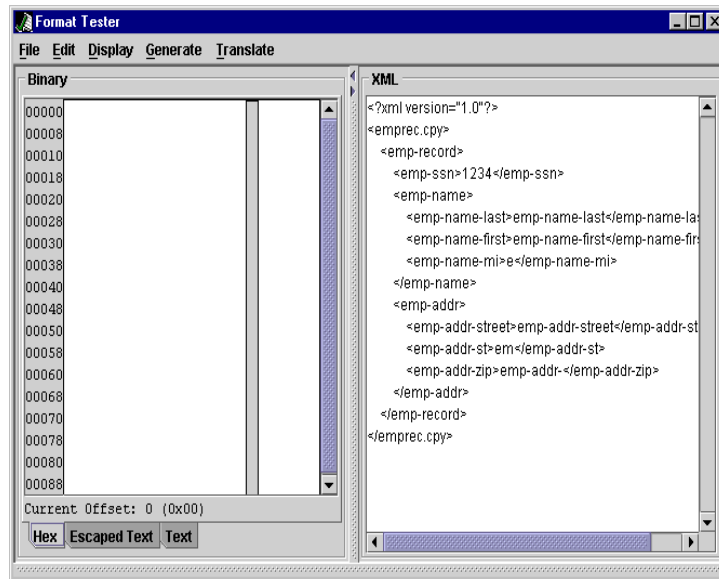 Format Tester
File Edit Display Generate Translate
Binary
00000
00008
00010
00018
00020
00028
00030
00038
00040
00048
00050
00058
00060
00068
00070
00078
00080
00088
Current Offset: 0 (0x00)
Hex Escaped Text Text
XML
<?xml version="1.0"?>
<emprec.cpy>
<emp-record>
<emp-ssn>1234</emp-ssn>
<emp-name>
<emp-name-last>emp-name-last</emp-name-la
<emp-name-first>emp-name-first</emp-name-fir
<emp-name-mi>e</emp-name-mi>
</emp-name>
<emp-addr>
<emp-addr-street>emp-addr-street</emp-addr-st
<emp-addr-st>em</emp-addr-st>
<emp-addr-zip>emp-addr-</emp-addr-zip>
</emp-addr>
</emp-record>
</emprec.cpy>